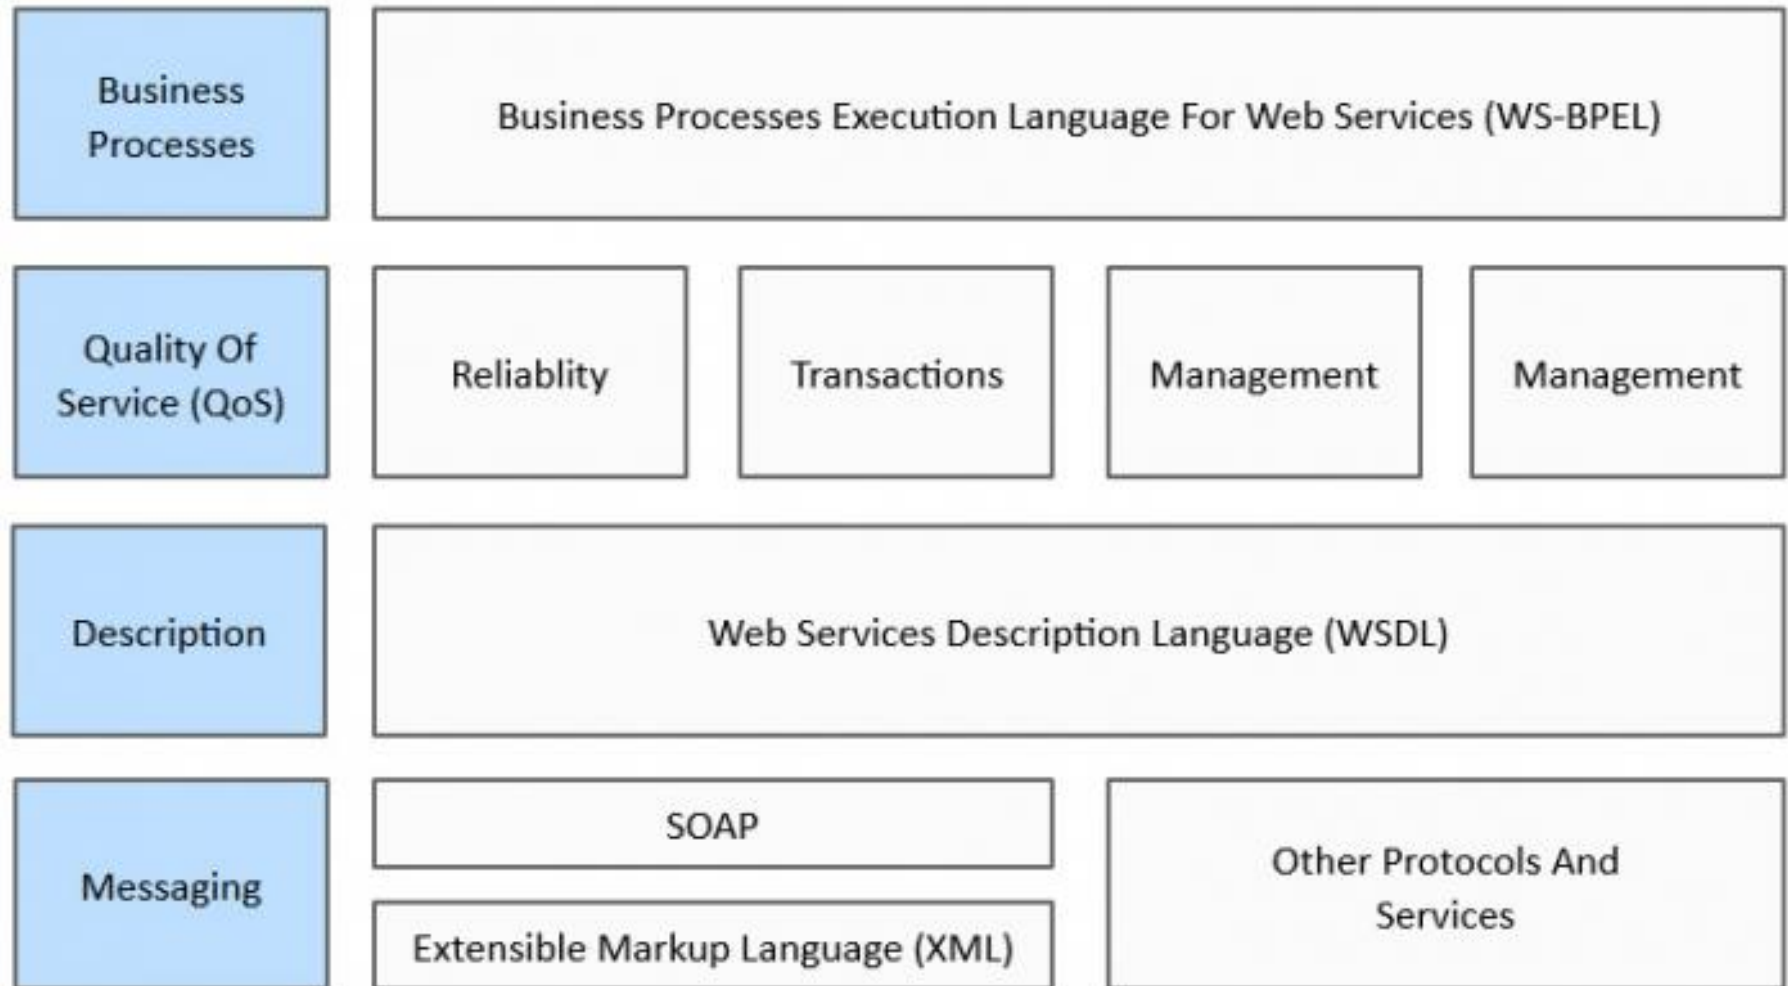 Business
Processes
Business Processes Execution Language For Web Services (WS-BPEL)
Quality Of
Service (QoS)
Reliablity
Transactions
Management
Management
Description
Web Services Description Language (WSDL)
Messaging
SOAP
Extensible Markup Language (XML)
Other Protocols And
Services